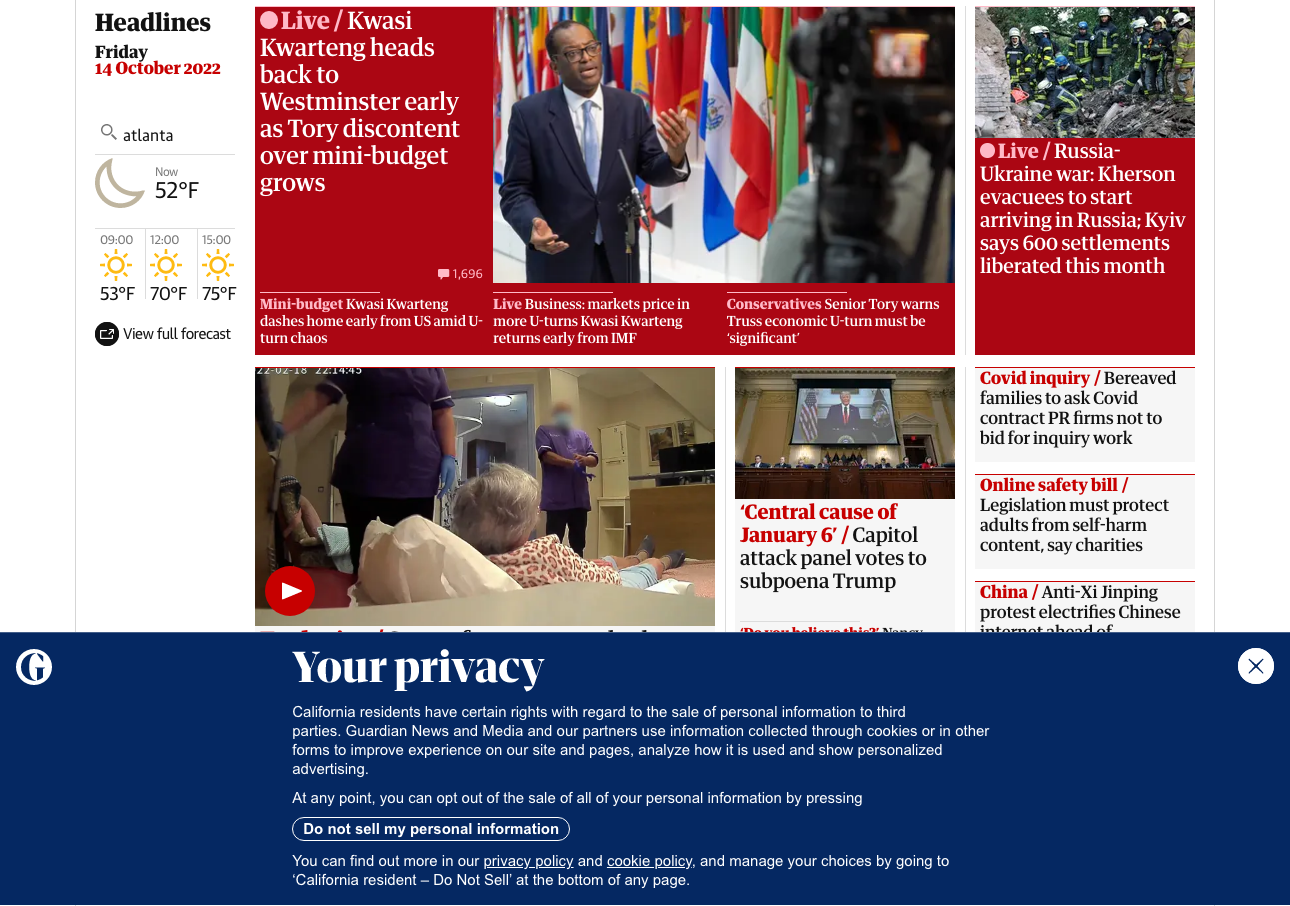 Headlines
Friday
14 October 2022
atlanta
Now
52°F
09:00
12:00
15:00
53°F
70°F
75°F
View full forecast
Live / Kwasi
Kwarteng heads
back to
Westminster early
as Tory discontent
over mini-budget
grows
1,696
Mini-budget Kwasi Kwarteng
dashes home early from US amid U-
turn chaos
Live Business: markets price in
more U-turns Kwasi Kwarteng
returns early from IMF
Conservatives Senior Tory warns
Truss economic U-turn must be
‘significant’
Live / Russia-
Ukraine war: Kherson
evacuees to start
arriving in Russia; Kyiv
says 600 settlements
liberated this month
22-02-18 22:14:45
‘Central cause of
January 6’ / Capitol
attack panel votes to
subpoena Trump
‘Do you believe this?’ Nancy
Covid inquiry / Bereaved
families to ask Covid
contract PR firms not to
bid for inquiry work
Online safety bill /
Legislation must protect
adults from self-harm
content, say charities
China / Anti-Xi Jinping
protest electrifies Chinese
internet ahead of
G
Your privacy
California residents have certain rights with regard to the sale of personal information to third
parties. Guardian News and Media and our partners use information collected through cookies or in other
forms to improve experience on our site and pages, analyze how it is used and show personalized
advertising.
At any point, you can opt out of the sale of all of your personal information by pressing
Do not sell my personal information
You can find out more in our privacy policy and cookie policy, and manage your choices by going to
‘California resident – Do Not Sell’ at the bottom of any page.